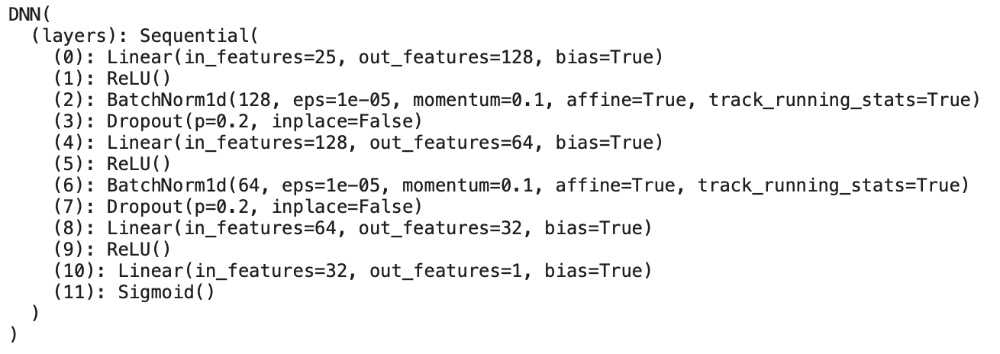 DNN(
  (layers): Sequential(
    (0): Linear(in_features=25, out_features=128, bias=True)
    (1): ReLU()
    (2): BatchNorm1d(128, eps=1e-05, momentum=0.1, affine=True, track_running_stats=True)
    (3): Dropout(p=0.2, inplace=False)
    (4): Linear(in_features=128, out_features=64, bias=True)
    (5): ReLU()
    (6): BatchNorm1d(64, eps=1e-05, momentum=0.1, affine=True, track_running_stats=True)
    (7): Dropout(p=0.2, inplace=False)
    (8): Linear(in_features=64, out_features=32, bias=True)
    (9): ReLU()
    (10): Linear(in_features=32, out_features=1, bias=True)
    (11): Sigmoid()
  )
)